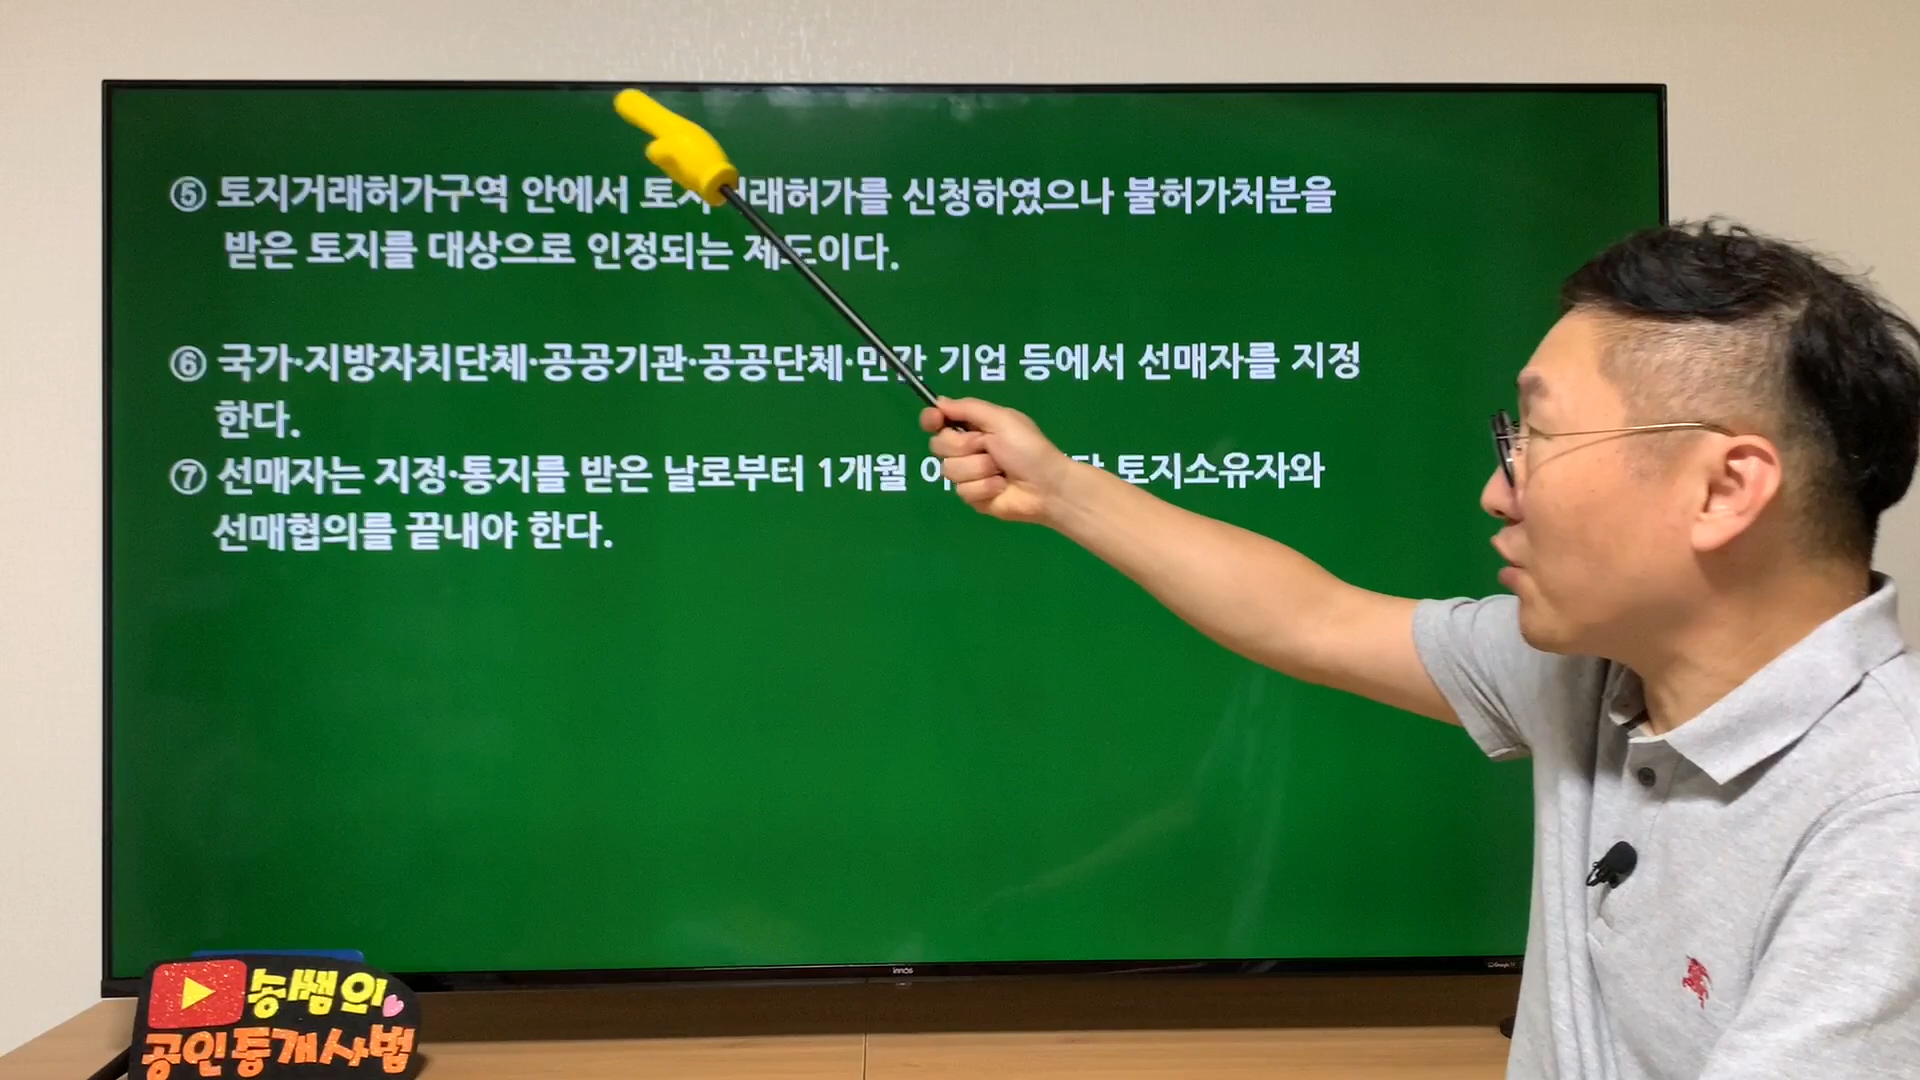 ⑤ 토지거래허가구역 안에서 토지거래허가를 신청하였으나 불허가처분을
받은 토지를 대상으로 인정되는 제도이다.
⑥ 국가·지방자치단체·공공기관·공공단체·민간 기업 등에서 선매자를 지정
한다.
⑦ 선매자는 지정·통지를 받은 날로부터 1개월 토지소유자와
선매협의를 끝내야 한다.
innos
송쌤의
공인중개사법